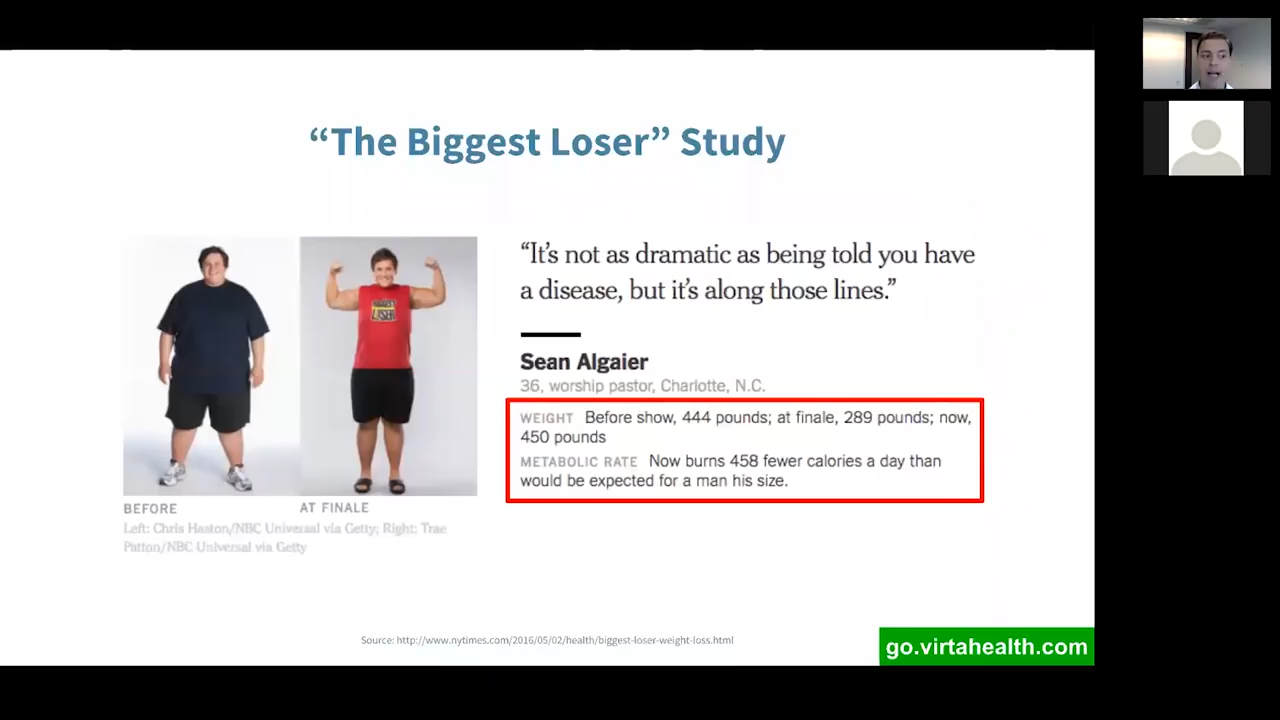 “The Biggest Loser” Study
“It’s not as dramatic as being told you have
a disease, but it’s along those lines.”
Sean Algaier
36, worship pastor, Charlotte, N.C.
WEIGHT Before show, 444 pounds; at finale, 289 pounds; now,
450 pounds
METABOLIC RATE Now burns 458 fewer calories a day than
would be expected for a man his size.
BEFORE
AT FINALE
Left: Chris Haston/NBC Universal via Getty; Right: Trae
Patton/NBC Universal via Getty
Source: http://www.nytimes.com/2016/05/02/health/biggest-loser-weight-loss.html
go.virtahealth.com